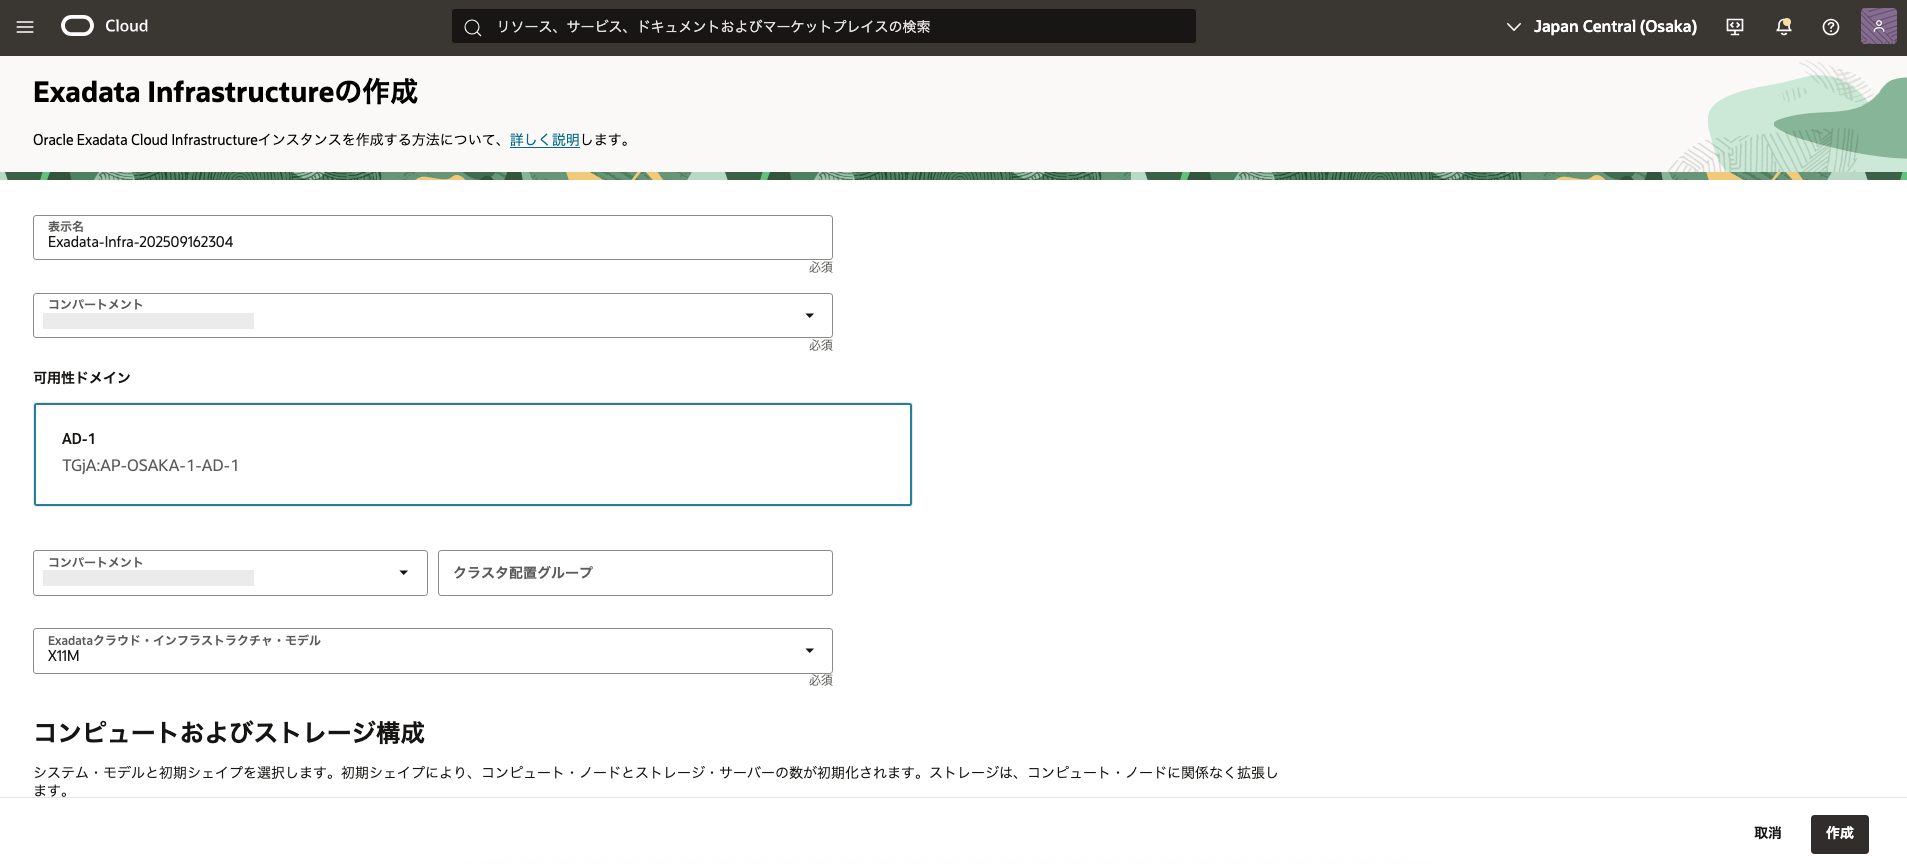 Cloud
リソース、サービス、ドキュメントおよびマーケットプレイスの検索
Japan Central (Osaka)
Exadata Infrastructureの作成
Oracle Exadata Cloud Infrastructureインスタンスを作成する方法について、詳しく説明します。
表示名
Exadata-Infra-202509162304
必須
コンパートメント
必須
可用性ドメイン
AD-1
TGjA:AP-OSAKA-1-AD-1
コンパートメント
クラスタ配置グループ
Exadataクラウド・インフラストラクチャ・モデル
X11M
必須
コンピュートおよびストレージ構成
システム・モデルと初期シェイプを選択します。初期シェイプにより、コンピュート・ノードとストレージ・サーバーの数が初期化されます。ストレージは、コンピュート・ノードに関係なく拡張し
ます。
取消
作成